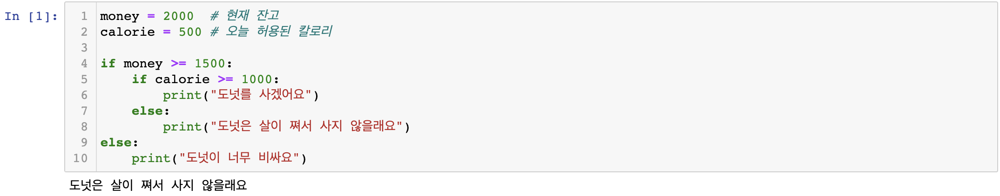 In [1]:
1 money = 2000  # 현재 잔고
2 calorie = 500 # 오늘 허용된 칼로리
3
4 if money >= 1500:
5     if calorie >= 1000:
6         print("도넛를 사겠어요")
7     else:
8         print("도넛은 살이 쪄서 사지 않을래요")
9 else:
10     print("도넛이 너무 비싸요")
도넛은 살이 쪄서 사지 않을래요